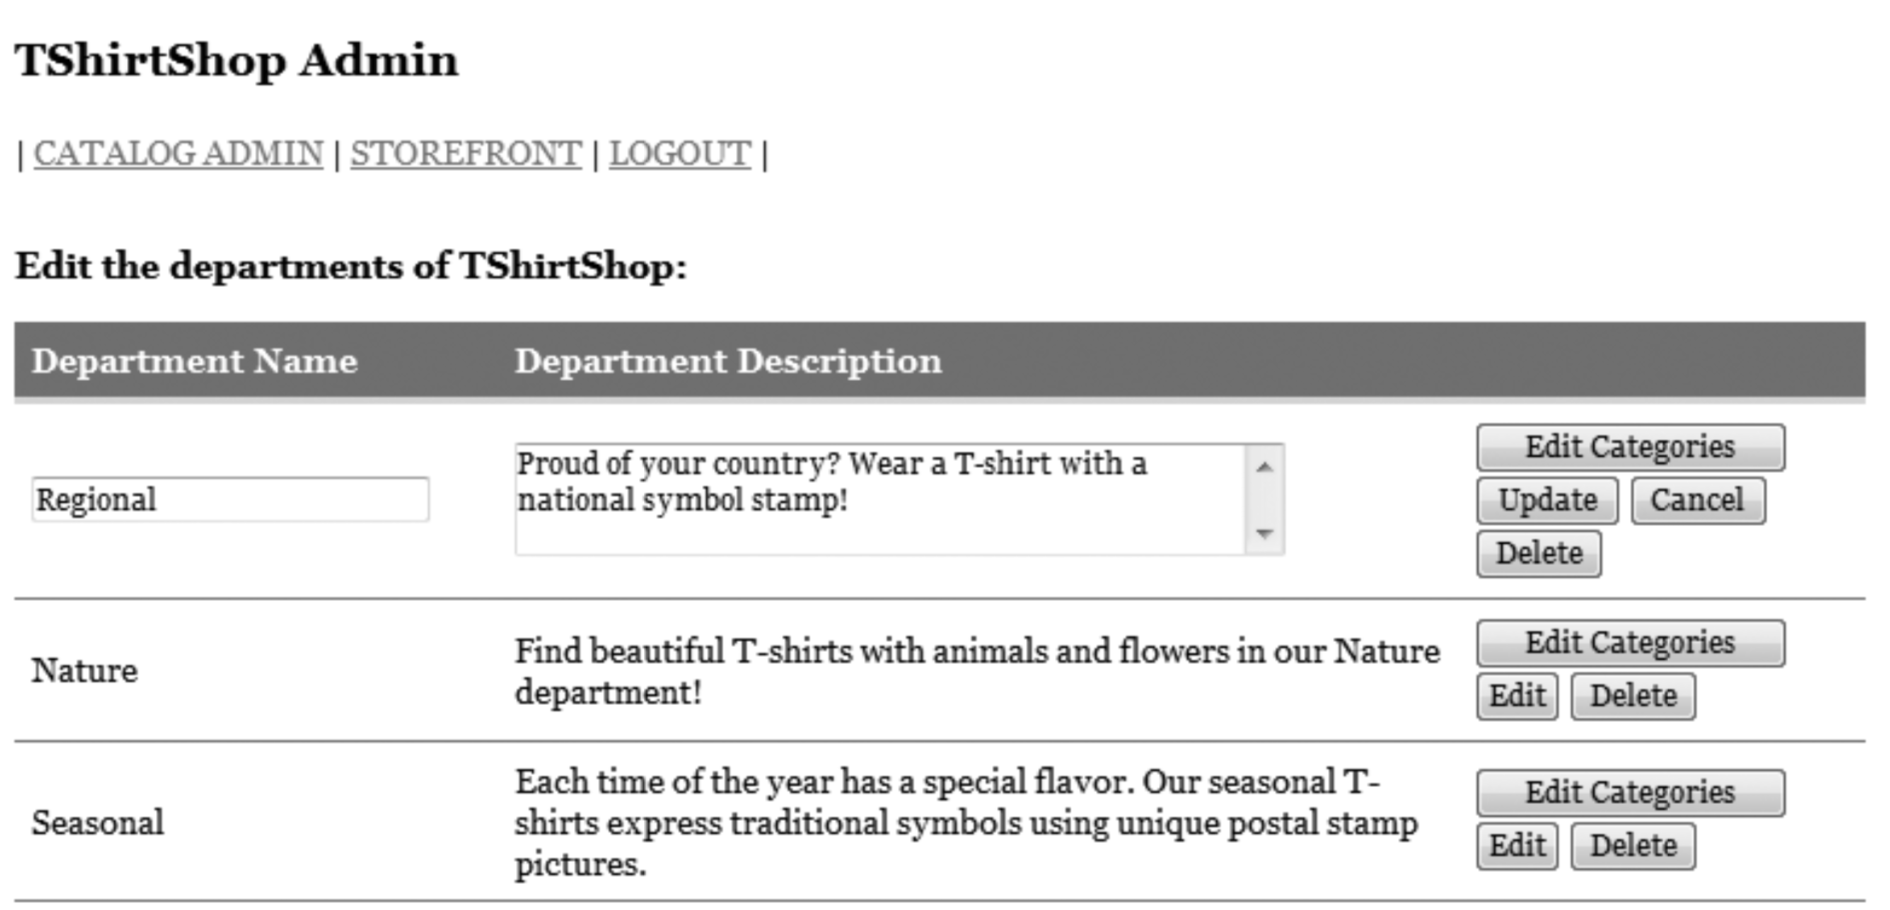 TShirtShop Admin
| CATALOG ADMIN | STOREFRONT | LOGOUT |
Edit the departments of TShirtShop:
Department Name Department Description
Regional
Proud of your country? Wear a T-shirt with a
national symbol stamp!
Edit Categories
Update Cancel
Delete
Nature
Find beautiful T-shirts with animals and flowers in our Nature
department!
Edit Categories
Edit Delete
Seasonal
Each time of the year has a special flavor. Our seasonal T-
shirts express traditional symbols using unique postal stamp
pictures.
Edit Categories
Edit Delete